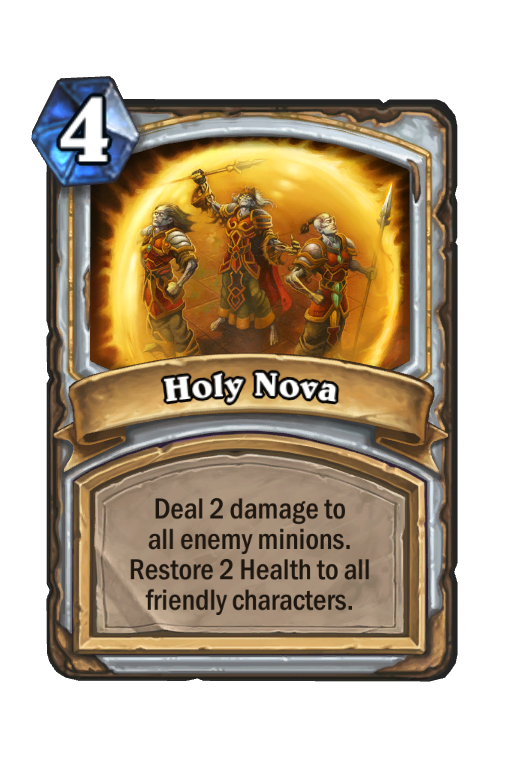 4
Holy Nova
Deal 2 damage to
all enemy minions.
Restore 2 Health to all
friendly characters.